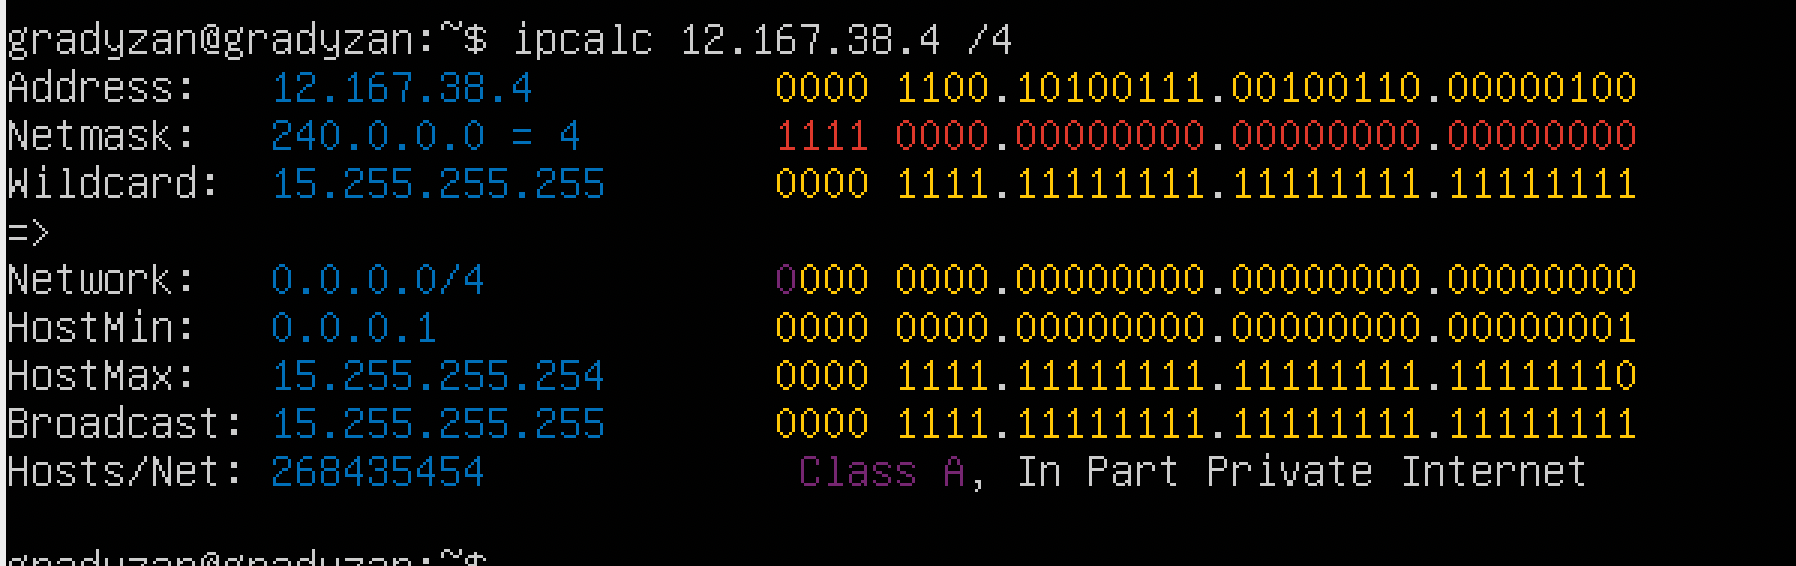 gradyzan@gradyzan:~$ ipcalc 12.167.38.4 /4
Address:   12.167.38.4          0000 1100.10100111.00100110.00000100
Netmask:   240.0.0.0 = 4        1111 0000.00000000.00000000.00000000
Wildcard:  15.255.255.255       0000 1111.11111111.11111111.11111111
=>
Network:   0.0.0.0/4            0000 0000.00000000.00000000.00000000
HostMin:   0.0.0.1              0000 0000.00000000.00000000.00000001
HostMax:   15.255.255.254       0000 1111.11111111.11111111.11111110
Broadcast: 15.255.255.255       0000 1111.11111111.11111111.11111111
Hosts/Net: 268435454             Class A, In Part Private Internet
gradyzan@gradyzan:~$